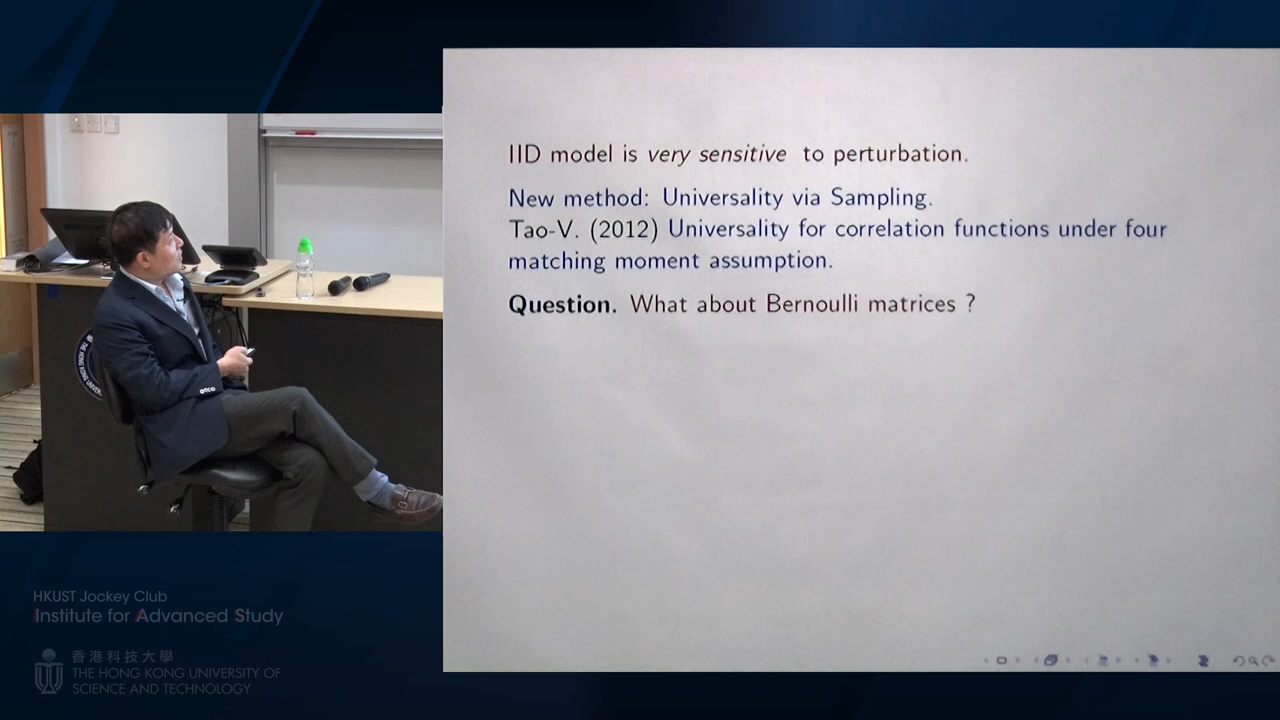 IID model is very sensitive to perturbation.
New method: Universality via Sampling.
Tao-V. (2012) Universality for correlation functions under four
matching moment assumption.
Question. What about Bernoulli matrices ?
HKUST Jockey Club
Institute for Advanced Study
香港科技大學
THE HONG KONG UNIVERSITY OF
SCIENCE AND TECHNOLOGY